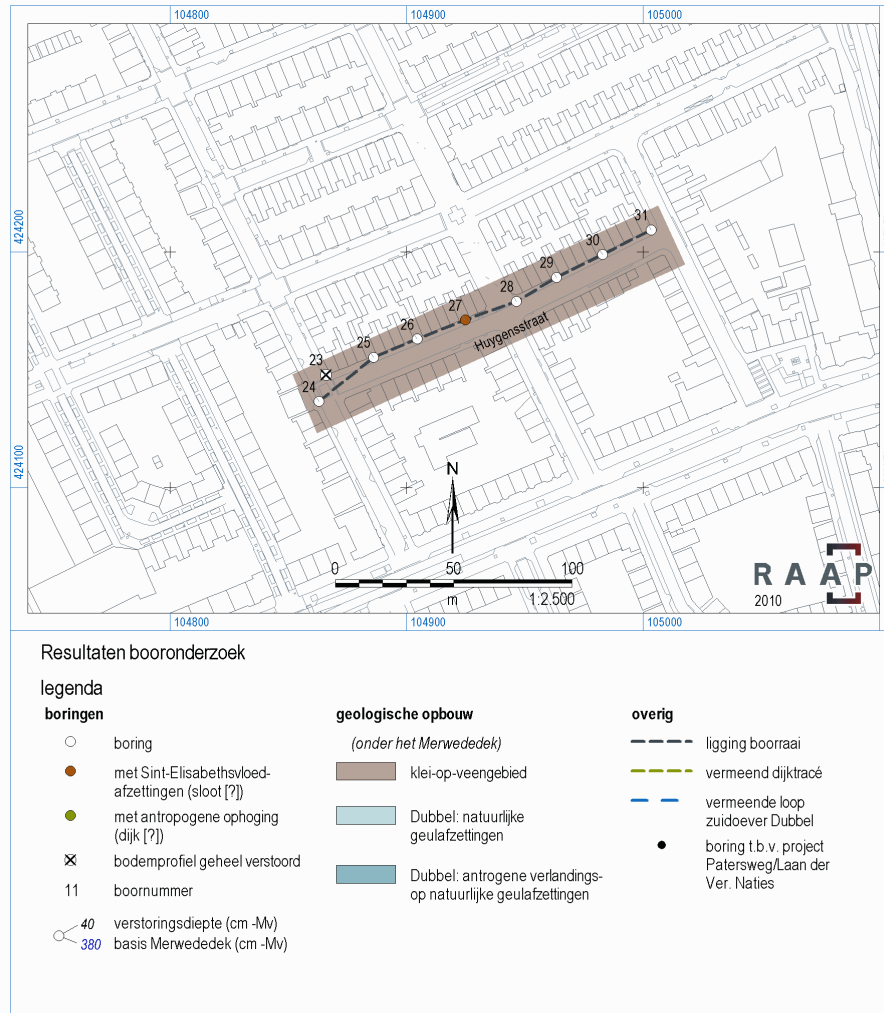 104800
104900
105000
424200
31
30
29
28
27
26
25
23
24
Huygensstraat
424100
N
0
50
100
m
1:2.500
RAAP
2010
104800
104900
105000
Resultaten booronderzoek
legenda
boringen
boring
met Sint-Elisabethsvloed-
afzettingen (sloot [?])
met antropogene ophoging
(dijk [?])
bodemprofiel geheel verstoord
11
boornummer
40
verstoringsdiepte (cm -Mv)
380
basis Merwededek (cm -Mv)
geologische opbouw
(onder het Merwededek)
klei-op-veengebied
Dubbel: natuurlijke
geulafzettingen
Dubbel: antrogene verlandings-
op natuurlijke geulafzettingen
overig
ligging boorraai
vermeend dijktracé
vermeende loop
zuidoever Dubbel
boring t.b.v. project
Patersweg/Laan der
Ver. Naties